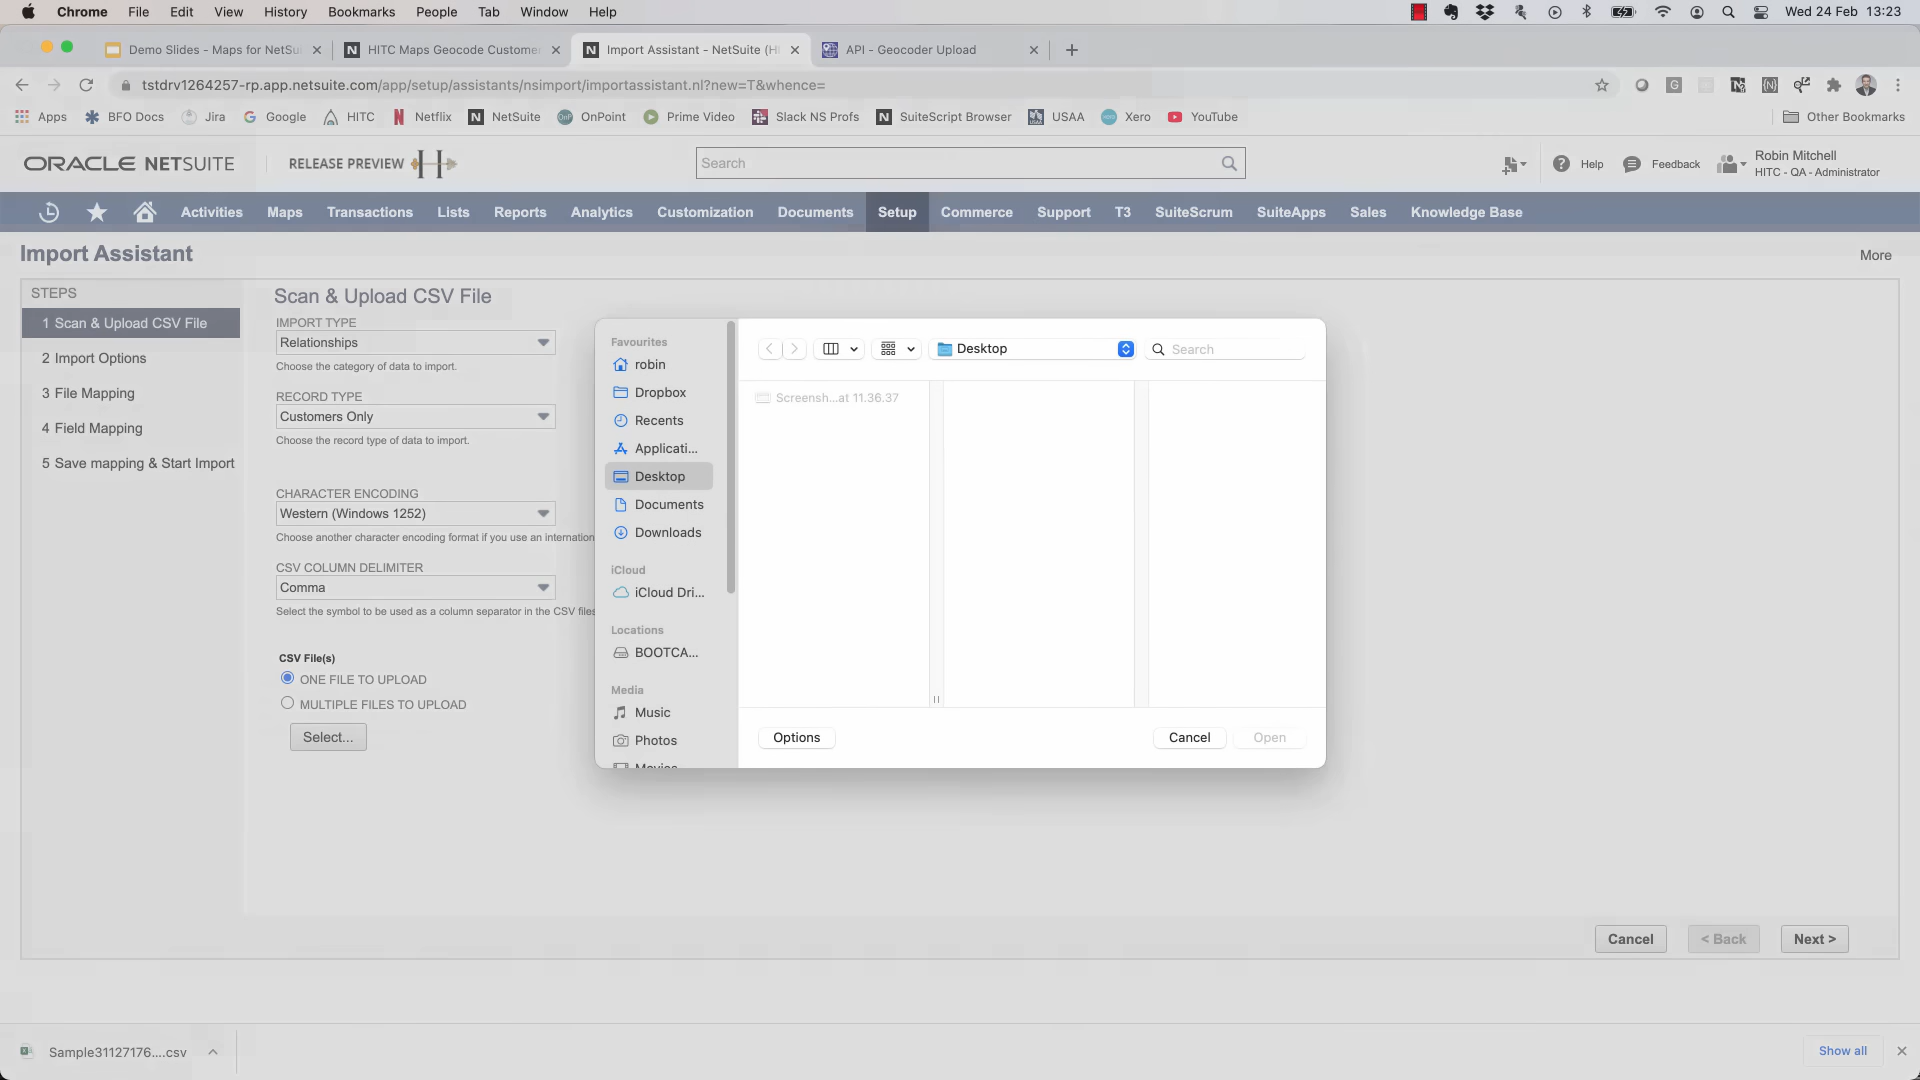 Chrome File Edit View History Bookmarks People Tab Window Help Wed 24 Feb 13:23
Demo Slides - Maps for NetSu HITC Maps Geocode Custome Import Assistant - NetSuite (H API - Geocoder Upload
tstdrv1264257-rp.app.netsuite.com/app/setup/assistants/nsimport/importassistant.nl?new=T&whence=
Apps BFO Docs Jira Google HITC Netflix NetSuite OnPoint Prime Video Slack NS Profs SuiteScript Browser USAA Xero YouTube Other Bookmarks
ORACLE NETSUITE RELEASE PREVIEW Search Help Feedback Robin Mitchell
HITC - QA - Administrator
Activities Maps Transactions Lists Reports Analytics Customization Documents Setup Commerce Support T3 SuiteScrum SuiteApps Sales Knowledge Base
Import Assistant More
STEPS
1 Scan & Upload CSV File
2 Import Options
3 File Mapping
4 Field Mapping
5 Save mapping & Start Import
Scan & Upload CSV File
IMPORT TYPE
Relationships
Choose the category of data to import.
RECORD TYPE
Customers Only
Choose the record type of data to import.
CHARACTER ENCODING
Western (Windows 1252)
Choose another character encoding format if you use an internation
CSV COLUMN DELIMITER
Comma
Select the symbol to be used as a column separator in the CSV files
CSV File(s)
ONE FILE TO UPLOAD
MULTIPLE FILES TO UPLOAD
Select...
Favourites
robin
Dropbox
Recents
Applicati...
Desktop
Documents
Downloads
iCloud
iCloud Dri...
Locations
BOOTCA...
Media
Music
Photos
Movies
Desktop Search
Screensh...at 11.36.37
Options Cancel Open
Cancel < Back Next >
Sample31127176....csv Show all